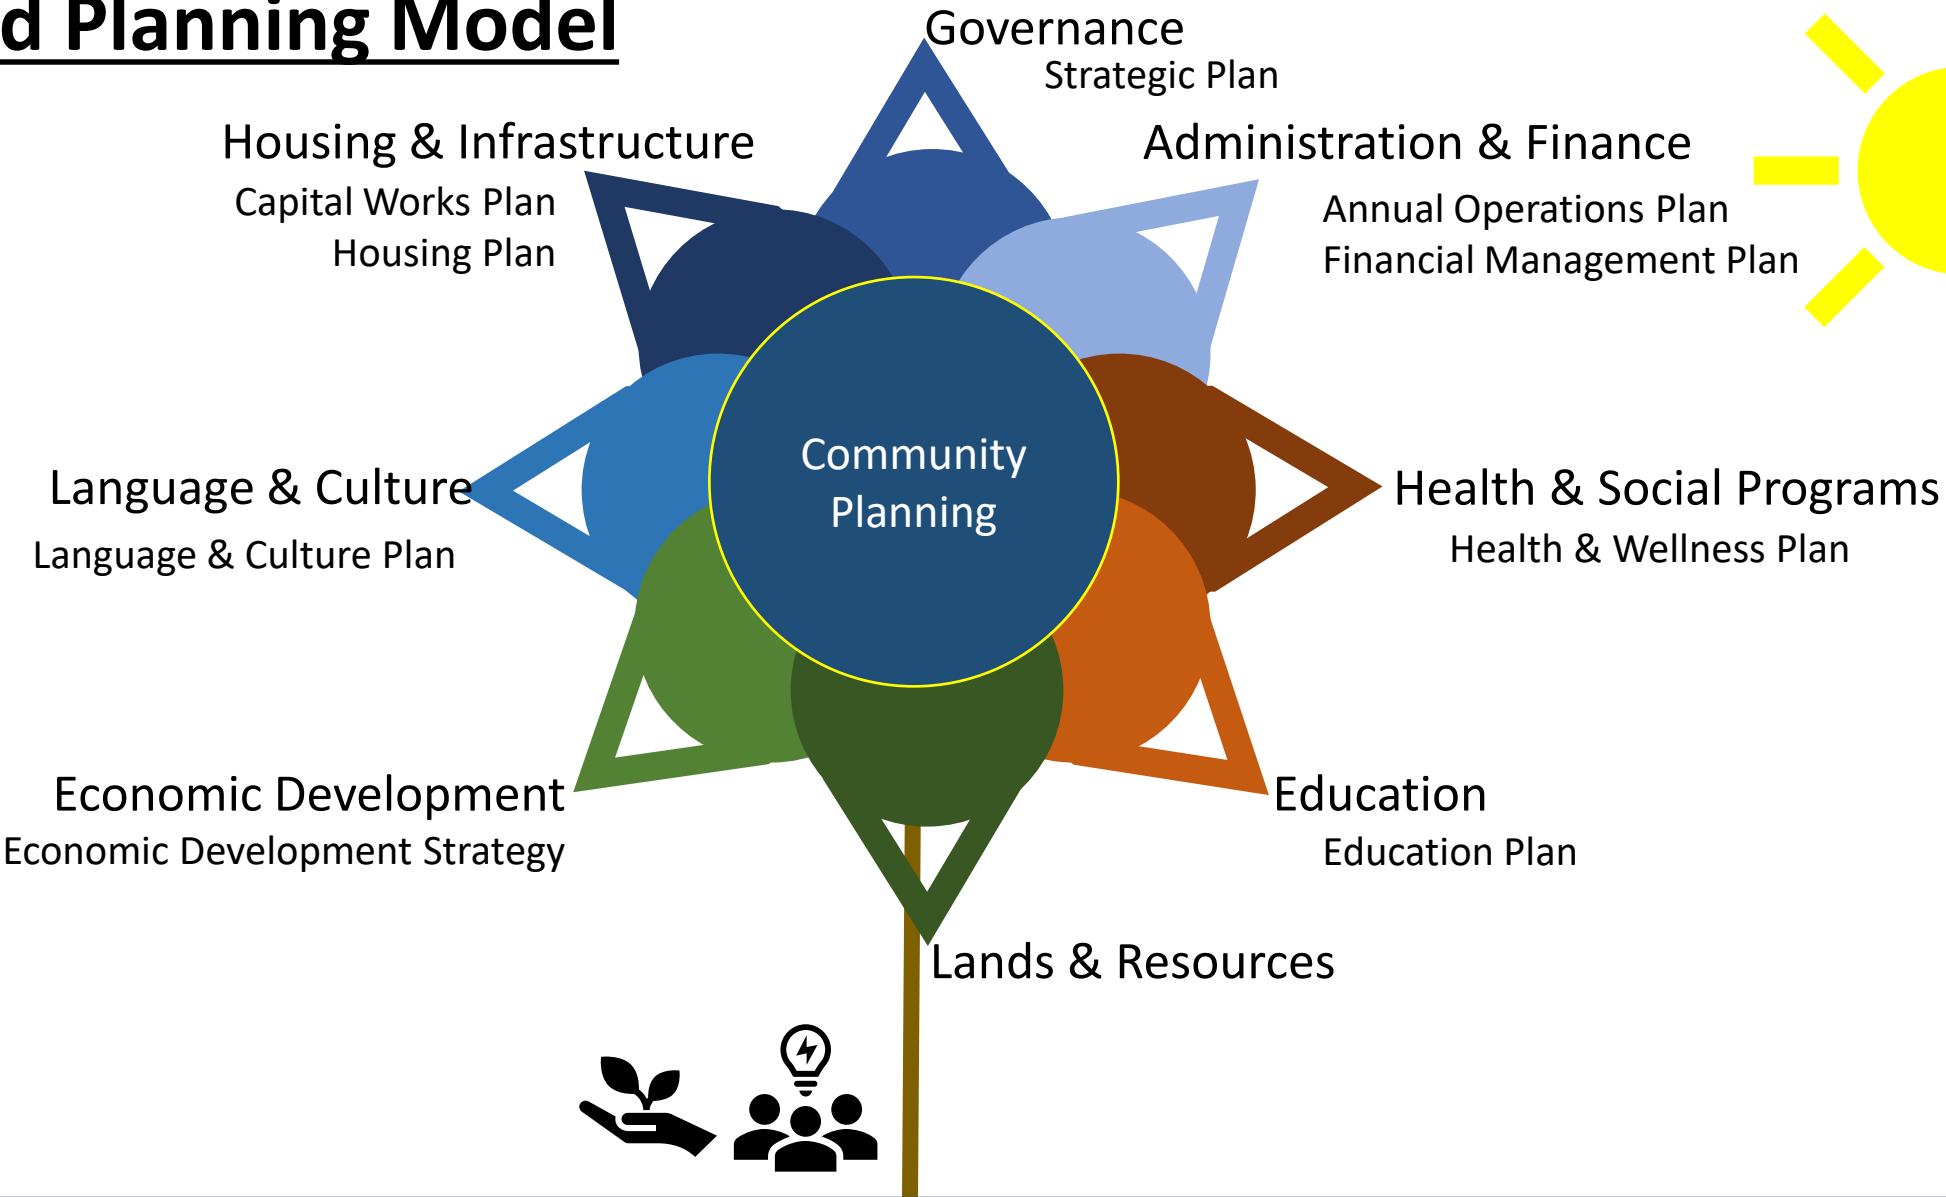 d Planning Model
Governance
Strategic Plan
Housing & Infrastructure
Capital Works Plan
Housing Plan
Administration & Finance
Annual Operations Plan
Financial Management Plan
Community
Planning
Language & Culture
Language & Culture Plan
Health & Social Programs
Health & Wellness Plan
Economic Development
Economic Development Strategy
Education
Education Plan
Lands & Resources